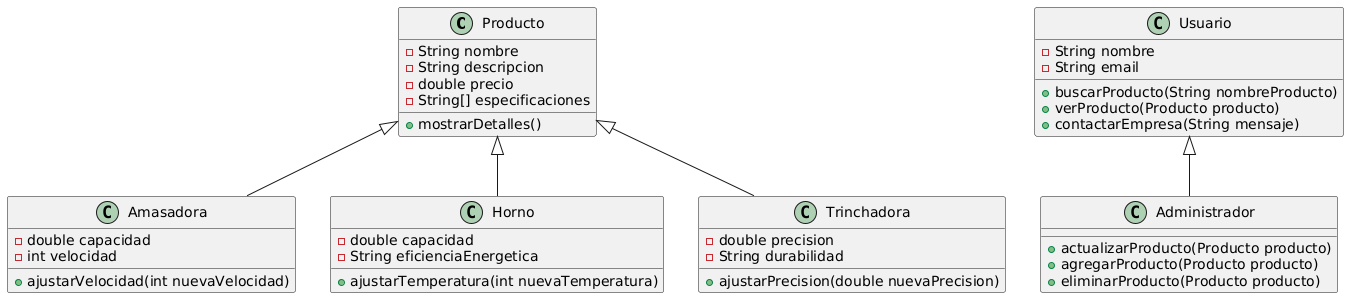 C Producto
String nombre
String descripcion
double precio
String[] especificaciones
mostrarDetalles()
C Usuario
String nombre
String email
buscarProducto(String nombreProducto)
verProducto(Producto producto)
contactarEmpresa(String mensaje)
C Amasadora
double capacidad
int velocidad
ajustarVelocidad(int nuevaVelocidad)
C Horno
double capacidad
String eficienciaEnergetica
ajustarTemperatura(int nuevaTemperatura)
C Trinchadora
double precision
String durabilidad
ajustarPrecision(double nuevaPrecision)
C Administrador
actualizarProducto(Producto producto)
agregarProducto(Producto producto)
eliminarProducto(Producto producto)